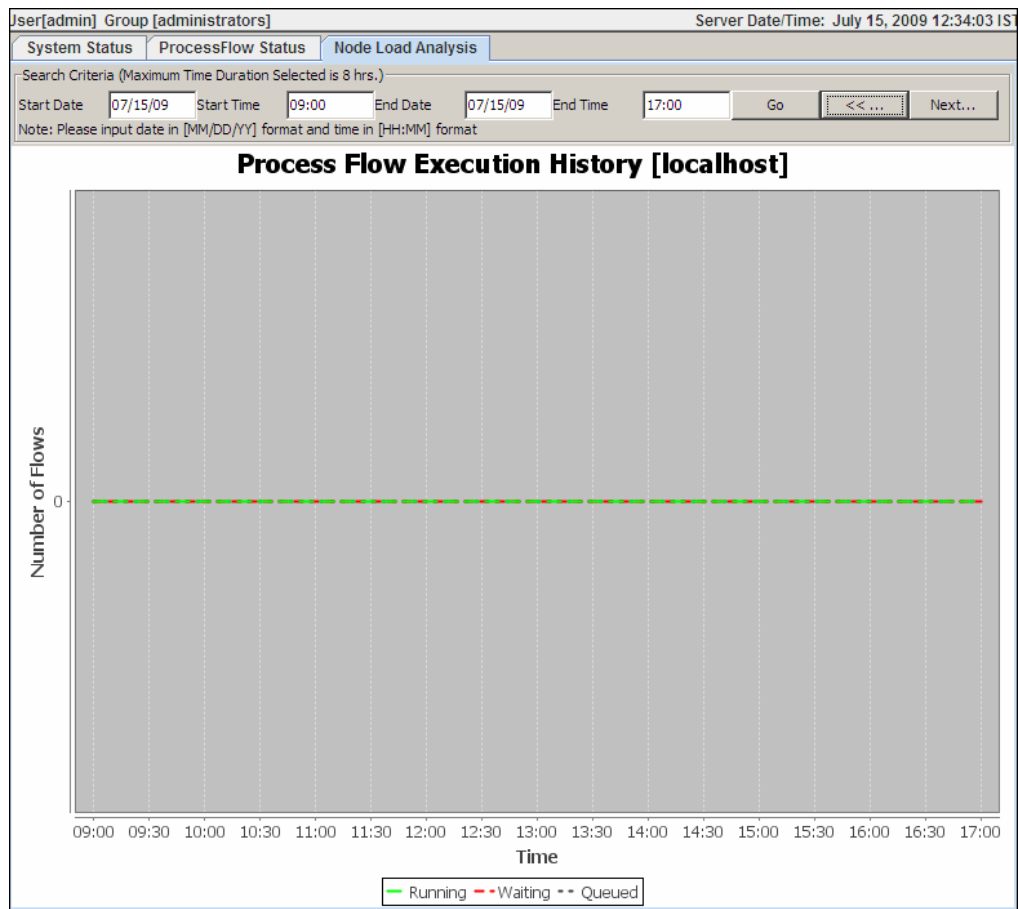 User[admin] Group [administrators] Server Date/Time: July 15, 2009 12:34:03 IST
System Status ProcessFlow Status Node Load Analysis
Search Criteria (Maximum Time Duration Selected is 8 hrs.)
Start Date 07/15/09 Start Time 09:00 End Date 07/15/09 End Time 17:00 Go << ... Next...
Note: Please input date in [MM/DD/YY] format and time in [HH:MM] format
Process Flow Execution History [localhost]
Number of Flows
0
09:00 09:30 10:00 10:30 11:00 11:30 12:00 12:30 13:00 13:30 14:00 14:30 15:00 15:30 16:00 16:30 17:00
Time
Running Waiting Queued